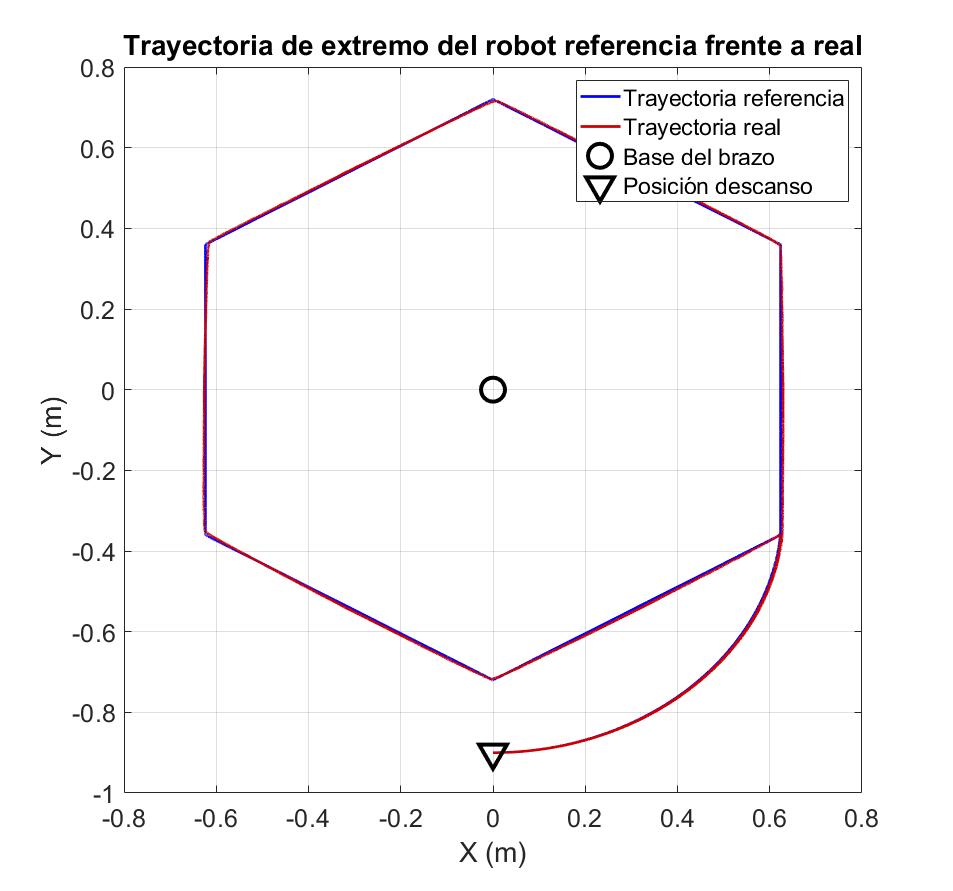 Trayectoria de extremo del robot referencia frente a real
Trayectoria referencia
Trayectoria real
Base del brazo
Posición descanso
0.8
0.6
0.4
0.2
0
-0.2
-0.4
-0.6
-0.8
-1
Y (m)
-0.8 -0.6 -0.4 -0.2 0 0.2 0.4 0.6 0.8
X (m)